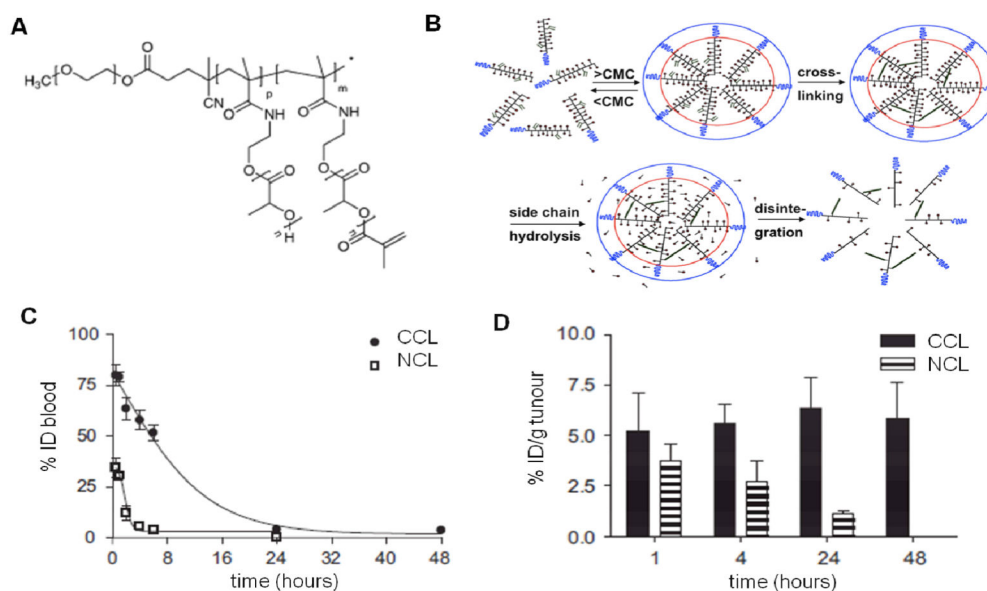 A
B
H₃C
O
O
O
CN
p
m
*
O
NH
O
NH
O
O
O
O
O
O
n
H
n
O
O
>CMC
<CMC
cross-
linking
side chain
hydrolysis
disinte-
gration
C
CCL
NCL
% ID blood
100
75
50
25
0
0
8
16
24
32
40
48
time (hours)
D
CCL
NCL
% ID/g tunour
10.0
7.5
5.0
2.5
0.0
1
4
24
48
time (hours)